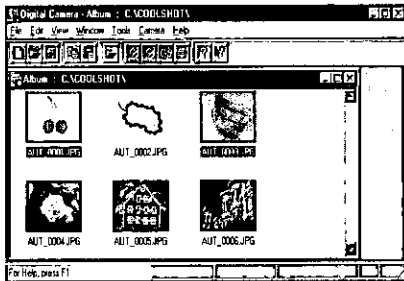 Digital Camera - Album : C:\COOLSHOT\
File Edit View Window Tools Camera Help
Album : C:\COOLSHOT\
AUT_0001.JPG AUT_0002.JPG AUT_0003.JPG
AUT_0004.JPG AUT_0005.JPG AUT_0006.JPG
For Help, press F1